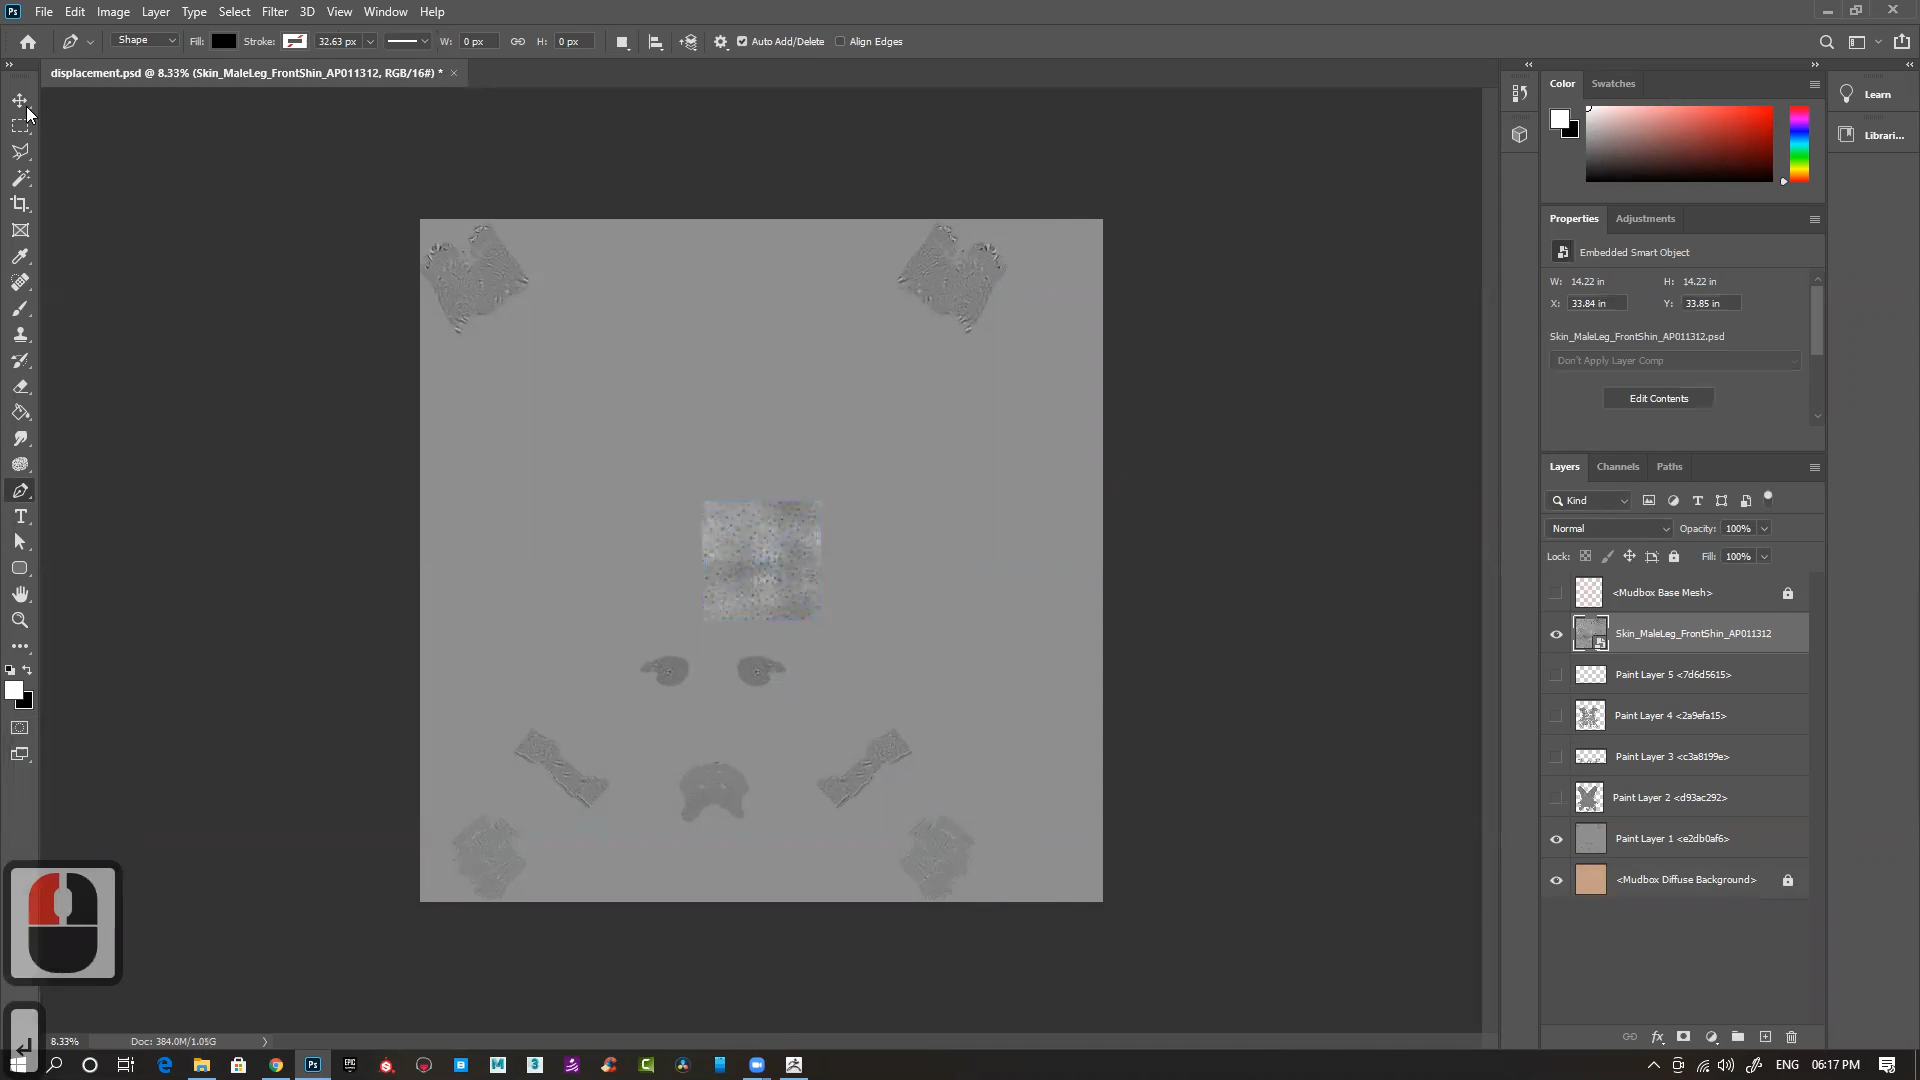 Ps File Edit Image Layer Type Select Filter 3D View Window Help
Shape Fill: Stroke: 32.63 px W: 0 px H: 0 px Auto Add/Delete Align Edges
displacement.psd @ 8.33% (Skin_MaleLeg_FrontShin_AP011312, RGB/16#) *
Color Swatches
Learn
Librari...
Properties Adjustments
Embedded Smart Object
W: 14.22 in H: 14.22 in
X: 33.84 in Y: 33.85 in
Skin_MaleLeg_FrontShin_AP011312.psd
Don't Apply Layer Comp
Edit Contents
Layers Channels Paths
Kind
Normal Opacity: 100%
Lock: Fill: 100%
<Mudbox Base Mesh>
Skin_MaleLeg_FrontShin_AP011312
Paint Layer 5 <7d6d5615>
Paint Layer 4 <2a9efa15>
Paint Layer 3 <c3a8199e>
Paint Layer 2 <d93ac292>
Paint Layer 1 <e2db0af6>
<Mudbox Diffuse Background>
8.33% Doc: 384.0M/1.05G
ENG 06:17 PM